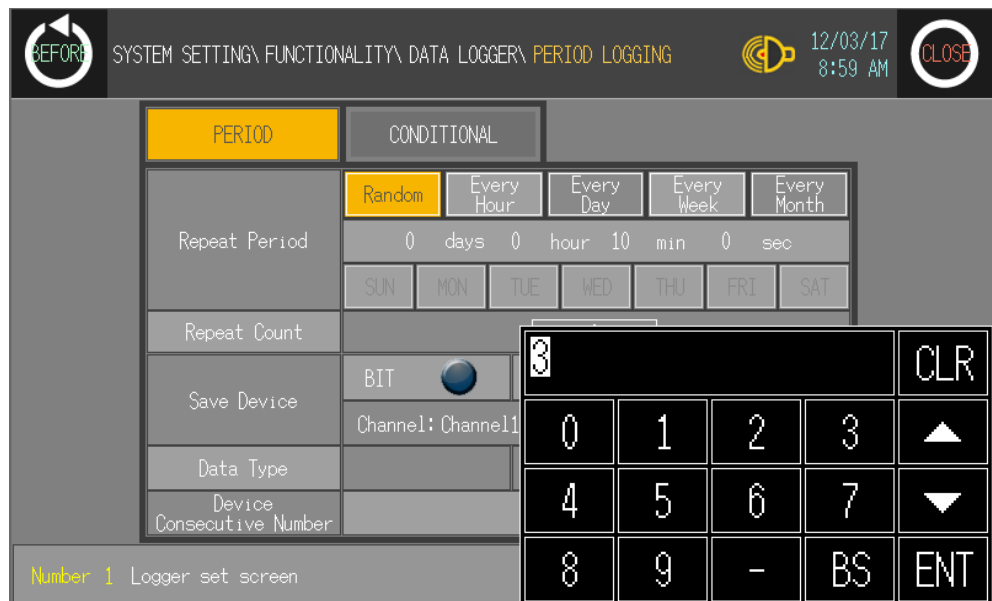 BEFORE
SYSTEM SETTING\ FUNCTIONALITY\ DATA LOGGER\ PERIOD LOGGING
12/03/17
8:59 AM
CLOSE
PERIOD CONDITIONAL
Repeat Period
Random Every Hour Every Day Every Week Every Month
0 days 0 hour 10 min 0 sec
SUN MON TUE WED THU FRI SAT
Repeat Count
Save Device
BIT
Channel: Channel1
Data Type
Device
Consecutive Number
3 CLR
0 1 2 3
4 5 6 7
8 9 - BS ENT
Number 1 Logger set screen